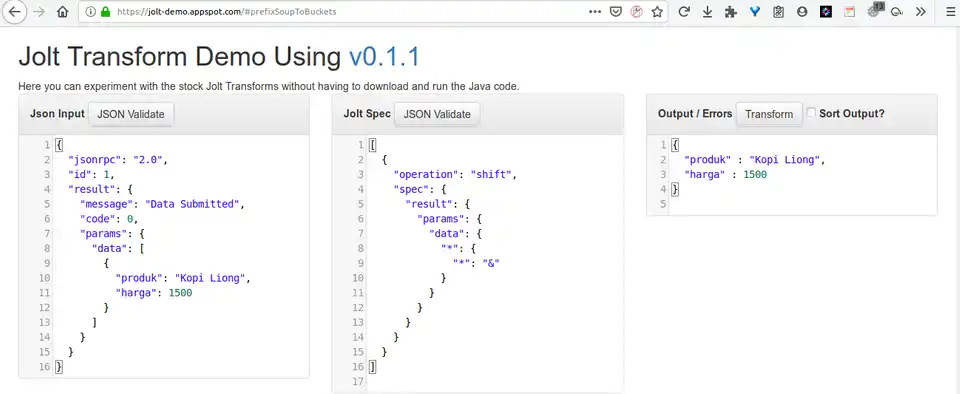 https://jolt-demo.appspot.com/#prefixSoupToBuckets
13
Jolt Transform Demo Using v0.1.1
Here you can experiment with the stock Jolt Transforms without having to download and run the Java code.
Json Input JSON Validate
1 {
2 "jsonrpc": "2.0",
3 "id": 1,
4 "result": {
5 "message": "Data Submitted",
6 "code": 0,
7 "params": {
8 "data": [
9 {
10 "produk": "Kopi Liong",
11 "harga": 1500
12 }
13 ]
14 }
15 }
16 }
Jolt Spec JSON Validate
1 [
2 {
3 "operation": "shift",
4 "spec": {
5 "result": {
6 "params": {
7 "data": {
8 "*": {
9 "*": "&"
10 }
11 }
12 }
13 }
14 }
15 }
16 ]
17
Output / Errors Transform Sort Output?
1 {
2 "produk" : "Kopi Liong",
3 "harga" : 1500
4 }
5